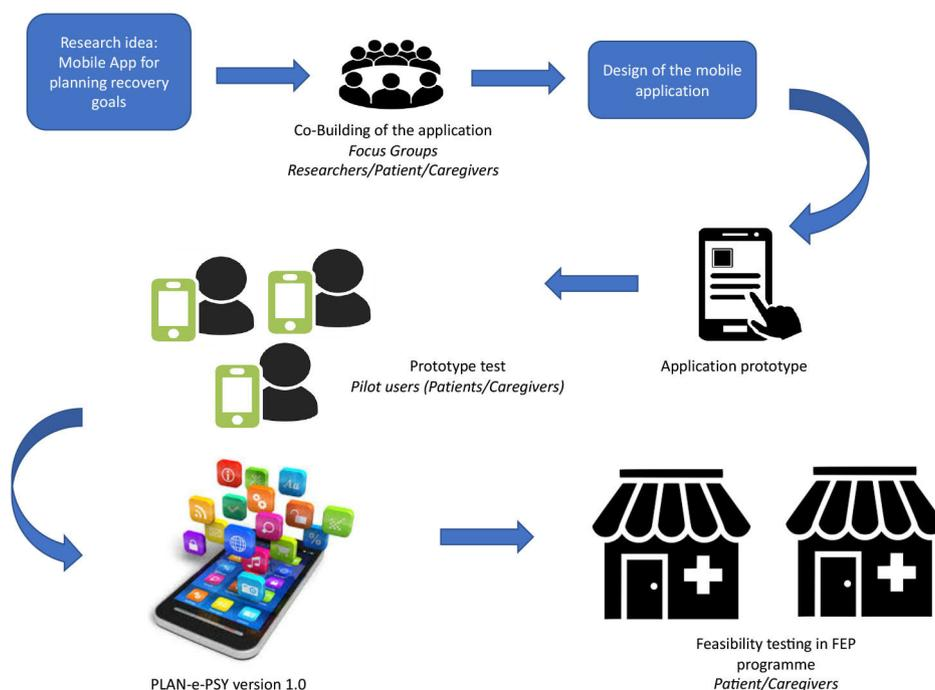 Research idea:
Mobile App for
planning recovery
goals
Co-Building of the application
Focus Groups
Researchers/Patient/Caregivers
Design of the mobile
application
Application prototype
Prototype test
Pilot users (Patients/Caregivers)
Aa
%
PLAN-e-PSY version 1.0
Feasibility testing in FEP
programme
Patient/Caregivers